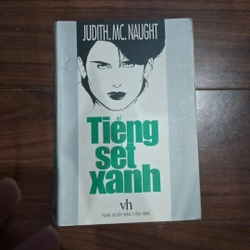 JUDITH. MC. NAUGHT
Tiếng
sét
xanh
vh
NHÀ XUẤT BẢN VĂN HỌC